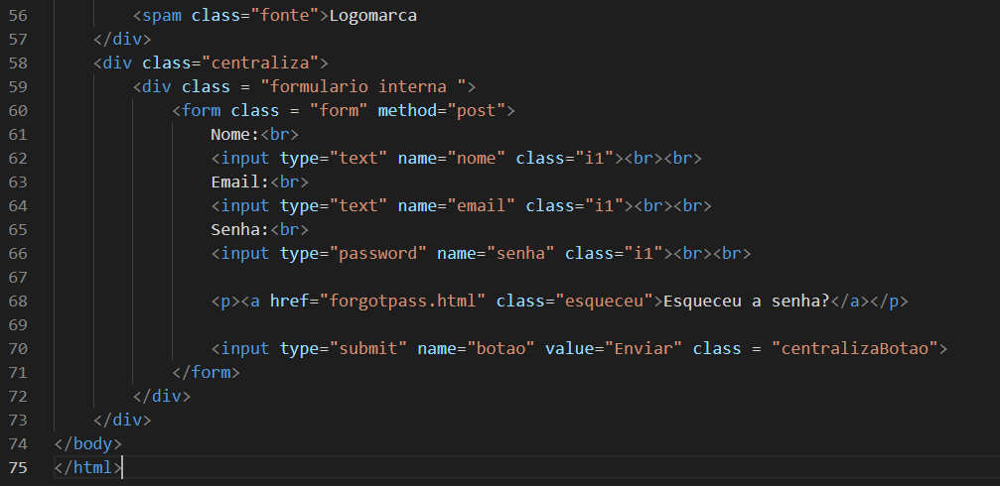 56 <spam class="fonte">Logomarca
57 </div>
58 <div class="centraliza">
59 <div class = "formulario interna ">
60 <form class = "form" method="post">
61 Nome:<br>
62 <input type="text" name="nome" class="i1"><br><br>
63 Email:<br>
64 <input type="text" name="email" class="i1"><br><br>
65 Senha:<br>
66 <input type="password" name="senha" class="i1"><br><br>
67
68 <p><a href="forgotpass.html" class="esqueceu">Esqueceu a senha?</a></p>
69
70 <input type="submit" name="botao" value="Enviar" class = "centralizaBotao">
71 </form>
72 </div>
73 </div>
74 </body>
75 </html>